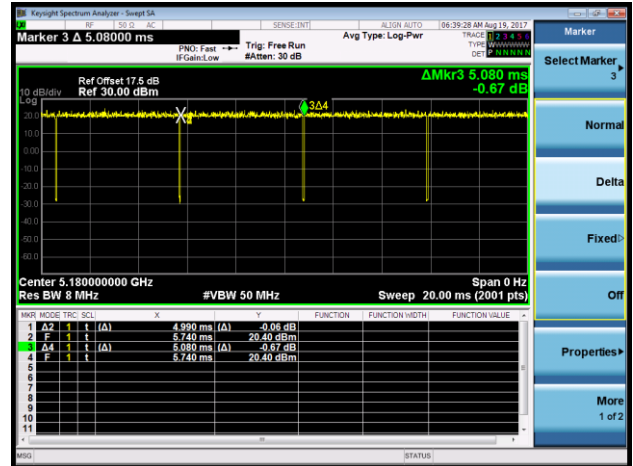 Keysight Spectrum Analyzer - Swept SA
RF 50 Ω AC SENSE:INT ALIGN AUTO 06:39:28 AM Aug 19, 2017
Marker 3 Δ 5.08000 ms
PNO: Fast
IFGain:Low
Trig: Free Run
#Atten: 30 dB
Avg Type: Log-Pwr
TRACE 1 2 3 4 5 6
TYPE WWWWWW
DET P NNNNN
ΔMkr3 5.080 ms
-0.67 dB
Ref Offset 17.5 dB
10 dB/div Ref 30.00 dBm
Log
20.0
10.0
0.00
-10.0
-20.0
-30.0
-40.0
-50.0
-60.0
3Δ4
Center 5.180000000 GHz Span 0 Hz
Res BW 8 MHz #VBW 50 MHz Sweep 20.00 ms (2001 pts)
MKR MODE TRC SCL X Y FUNCTION FUNCTION WIDTH FUNCTION VALUE
1 Δ2 1 t (Δ) 4.990 ms (Δ) -0.06 dB
2 F 1 t 5.740 ms 20.40 dBm
3 Δ4 1 t (Δ) 5.080 ms (Δ) -0.67 dB
4 F 1 t 5.740 ms 20.40 dBm
5
6
7
8
9
10
11
MSG STATUS
Marker
Select Marker
3
Normal
Delta
Fixed
Off
Properties
More
1 of 2